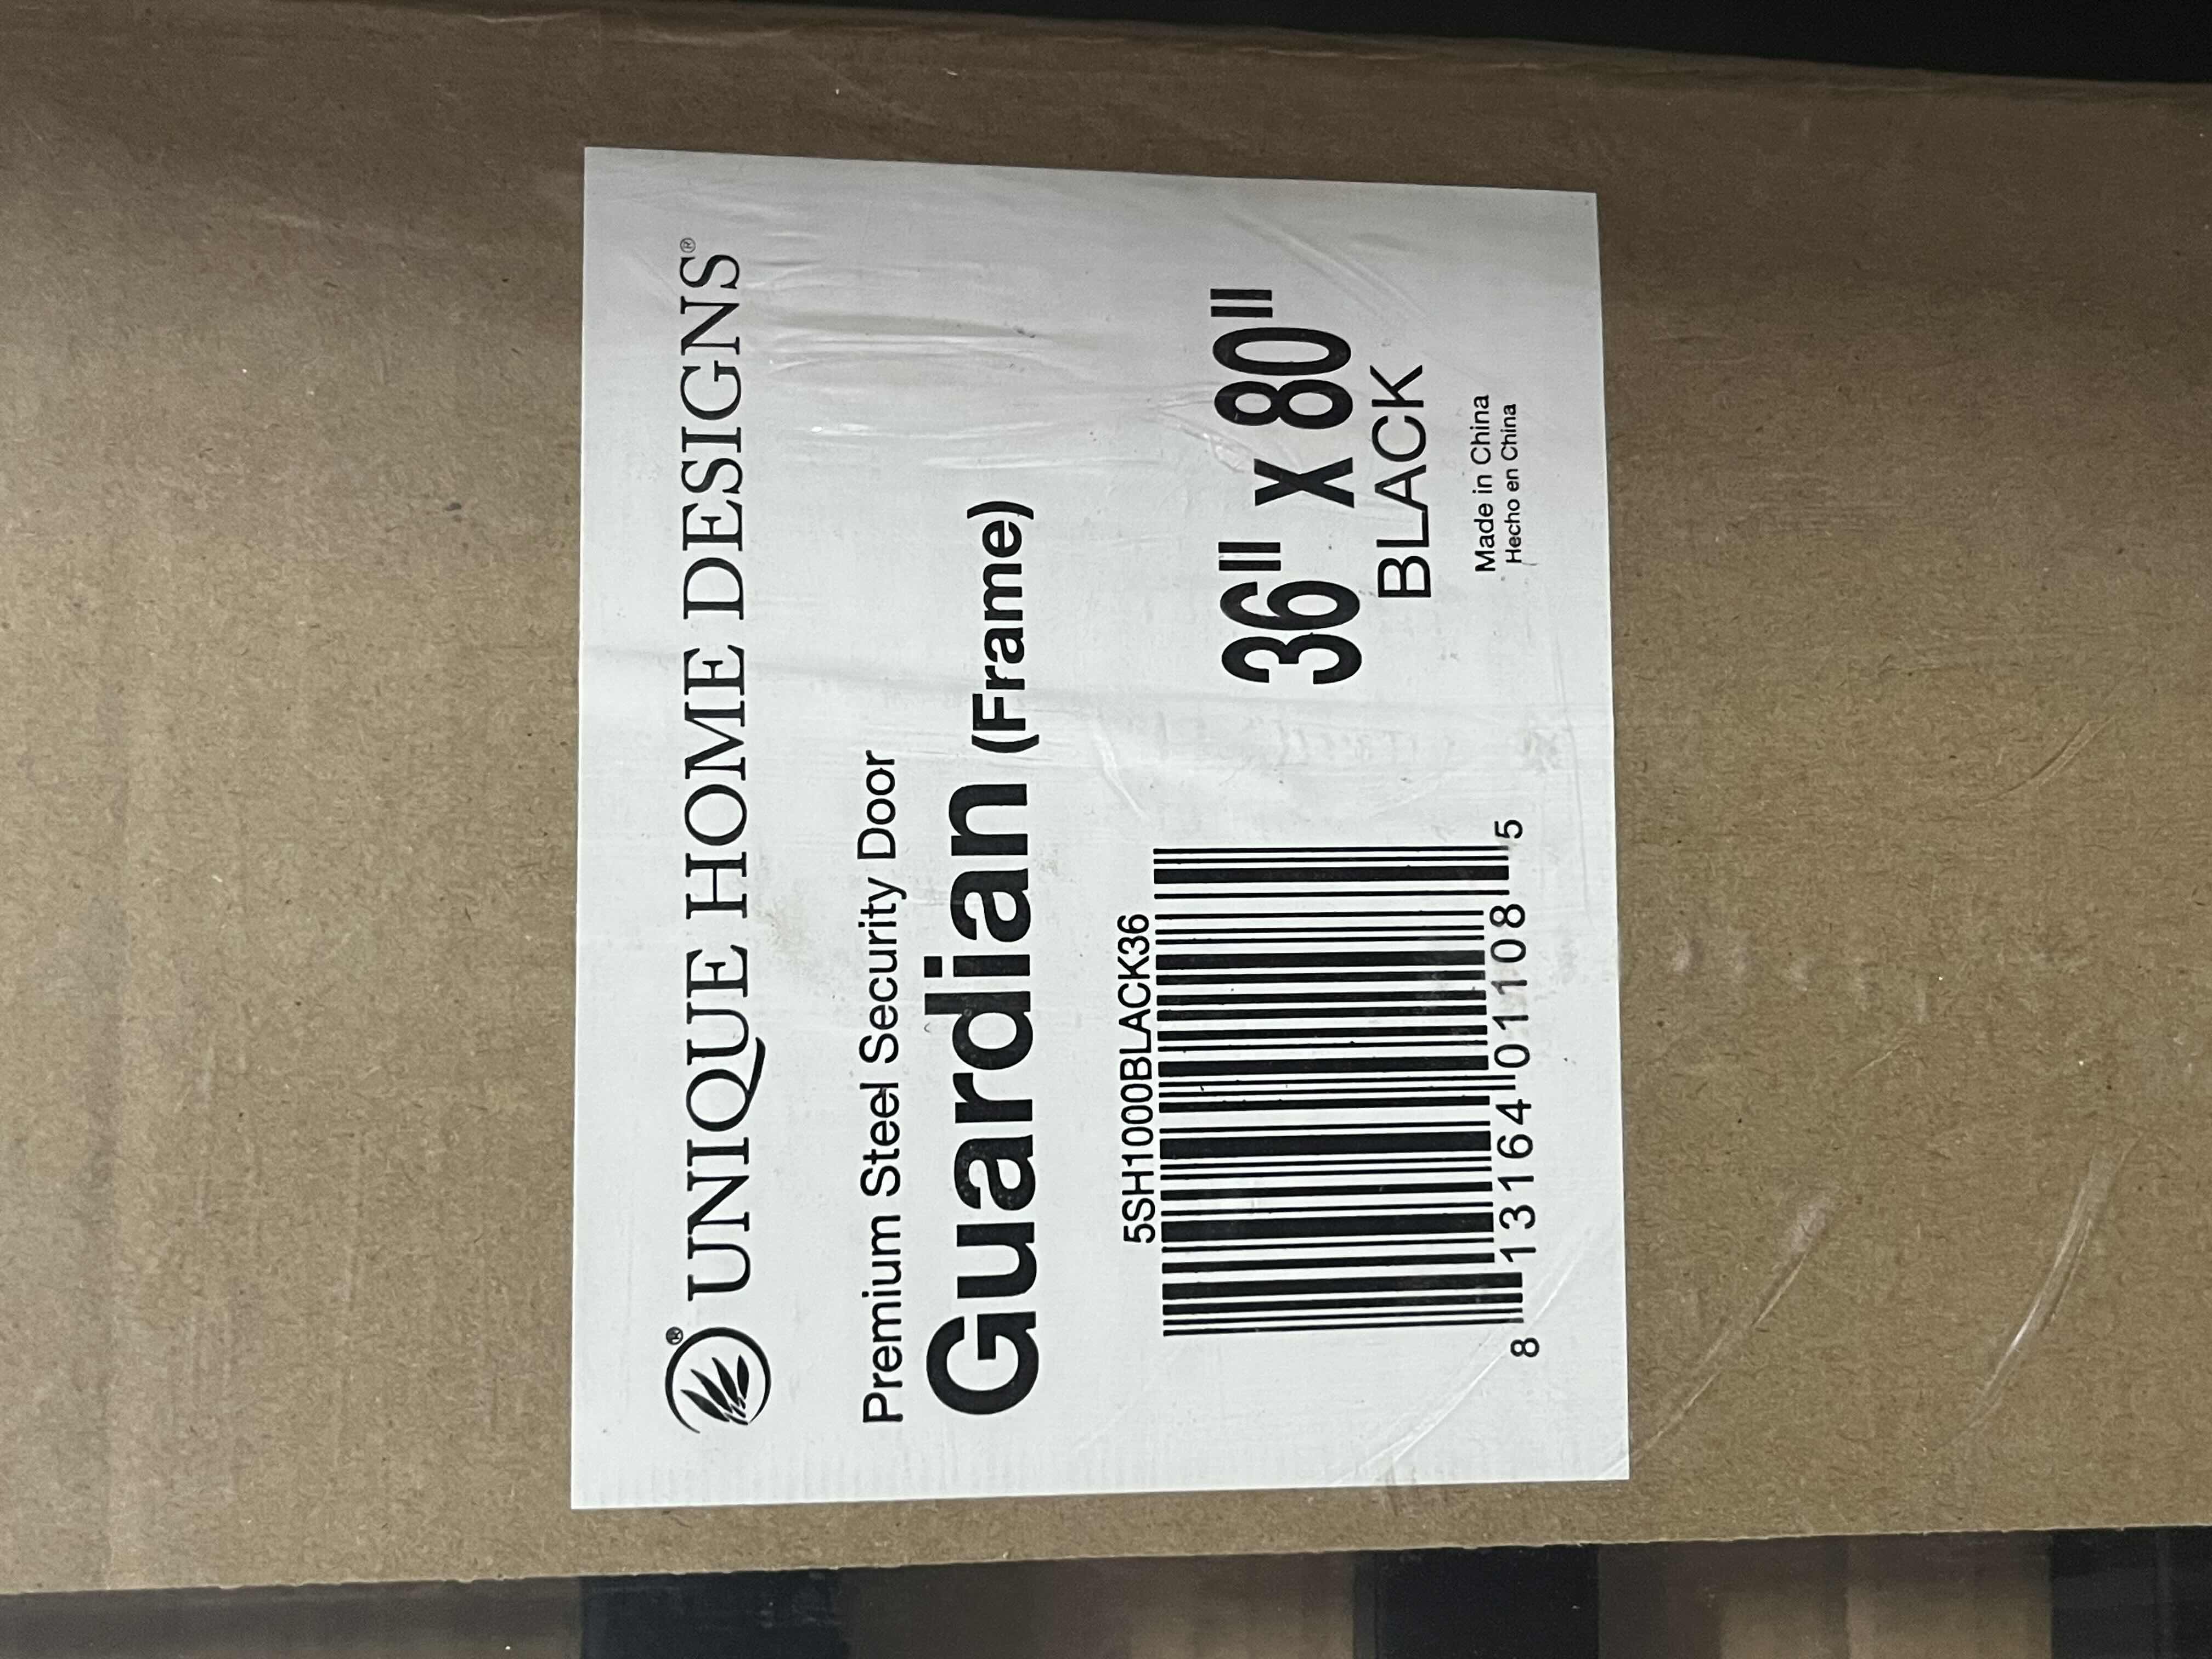 UNIQUE HOME DESIGNS®
Premium Steel Security Door
Guardian (Frame)
5SH1000BLACK36
8 13164 01108 5
36" x 80"
BLACK
Made in China
Hecho en China